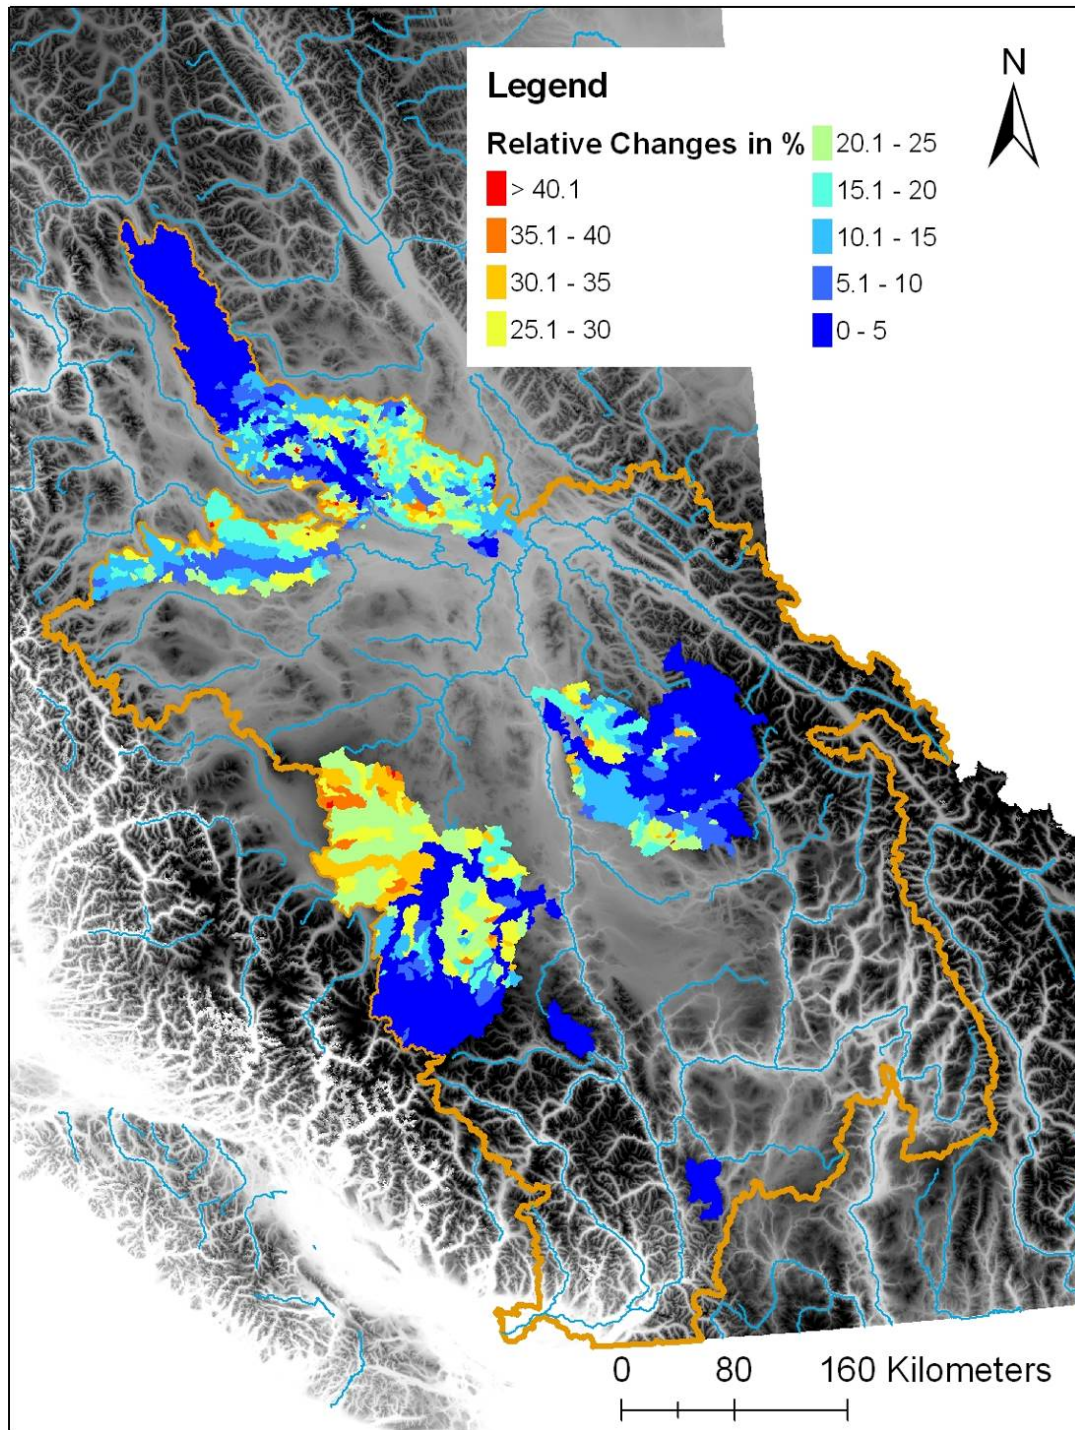 N
Legend
Relative Changes in %
> 40.1
35.1 - 40
30.1 - 35
25.1 - 30
20.1 - 25
15.1 - 20
10.1 - 15
5.1 - 10
0 - 5
0 80 160 Kilometers